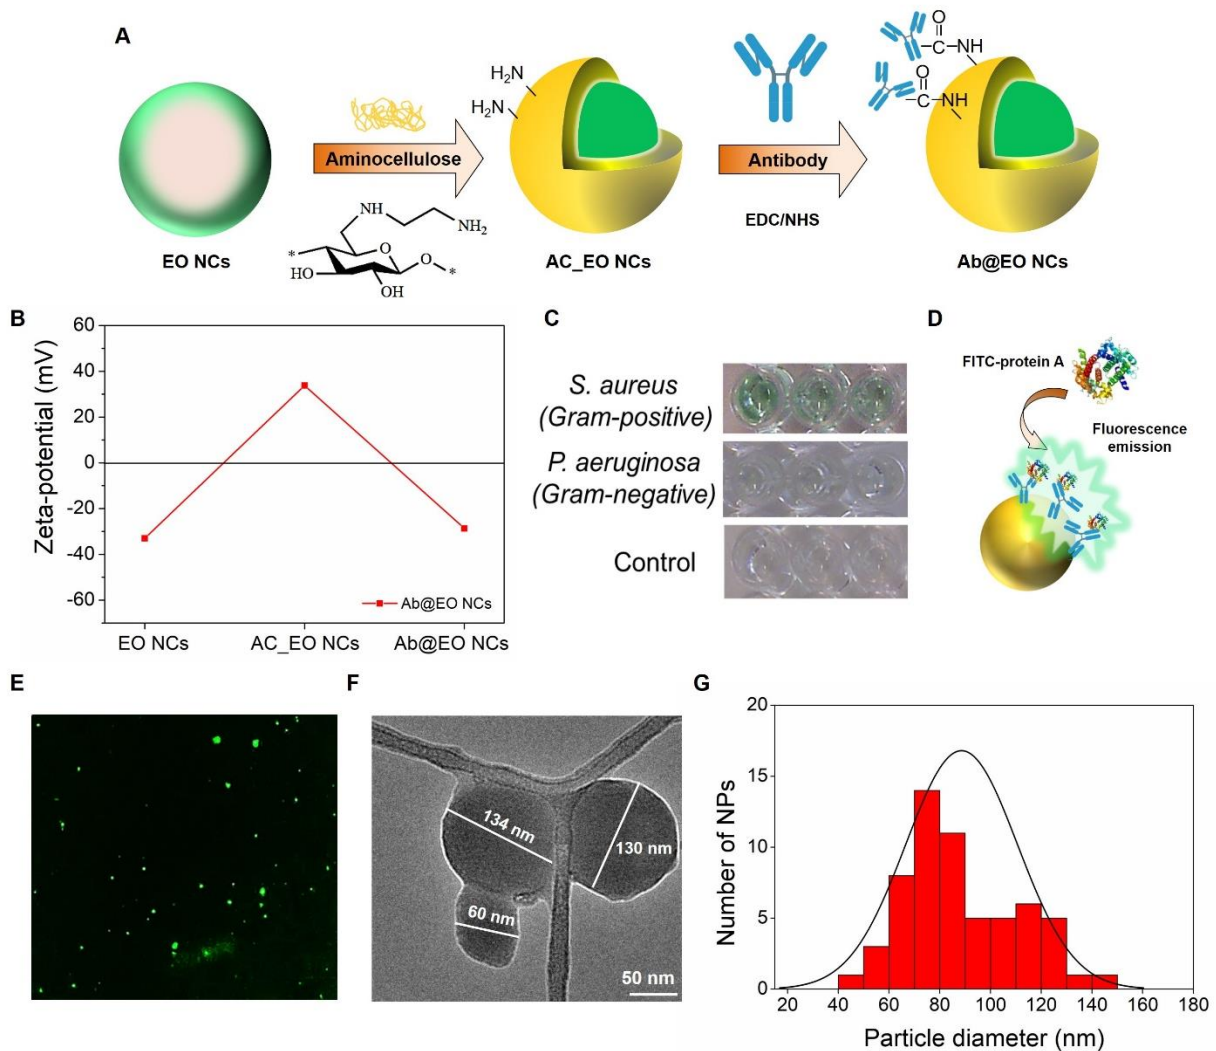 A
H₂N
H₂N
O
C
NH
O
C
NH
Aminocellulose
Antibody
EDC/NHS
NH
NH₂
*
O
O
*
HO
OH
EO NCs
AC_EO NCs
Ab@EO NCs
B
Zeta-potential (mV)
60
40
20
0
-20
-40
-60
Ab@EO NCs
EO NCs
AC_EO NCs
Ab@EO NCs
C
S. aureus
(Gram-positive)
P. aeruginosa
(Gram-negative)
Control
D
FITC-protein A
Fluorescence
emission
E
F
134 nm
130 nm
60 nm
50 nm
G
Number of NPs
20
15
10
5
0
20
40
60
80
100
120
140
160
180
Particle diameter (nm)